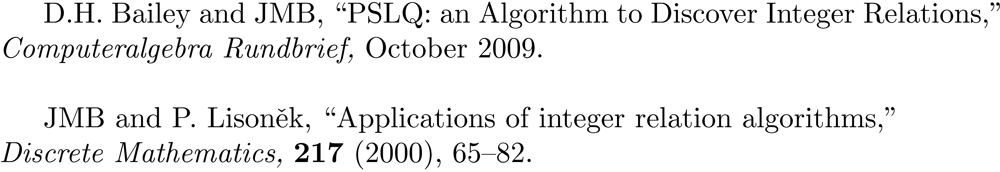 D.H. Bailey and JMB, “PSLQ: an Algorithm to Discover Integer Relations,”
Computeralgebra Rundbrief, October 2009.
JMB and P. Lisoněk, “Applications of integer relation algorithms,”
Discrete Mathematics, 217 (2000), 65–82.